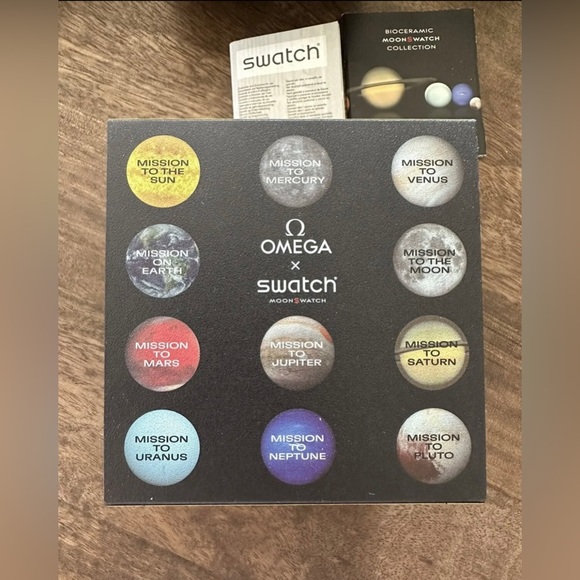 swatch®
BIOCERAMIC
MOONSWATCH
COLLECTION
MISSION
TO THE
SUN
MISSION
TO
MERCURY
MISSION
TO
VENUS
MISSION
ON
EARTH
Ω
OMEGA
×
swatch®
MOONSWATCH
MISSION
TO THE
MOON
MISSION
TO
MARS
MISSION
TO
JUPITER
MISSION
TO
SATURN
MISSION
TO
URANUS
MISSION
TO
NEPTUNE
MISSION
TO
PLUTO